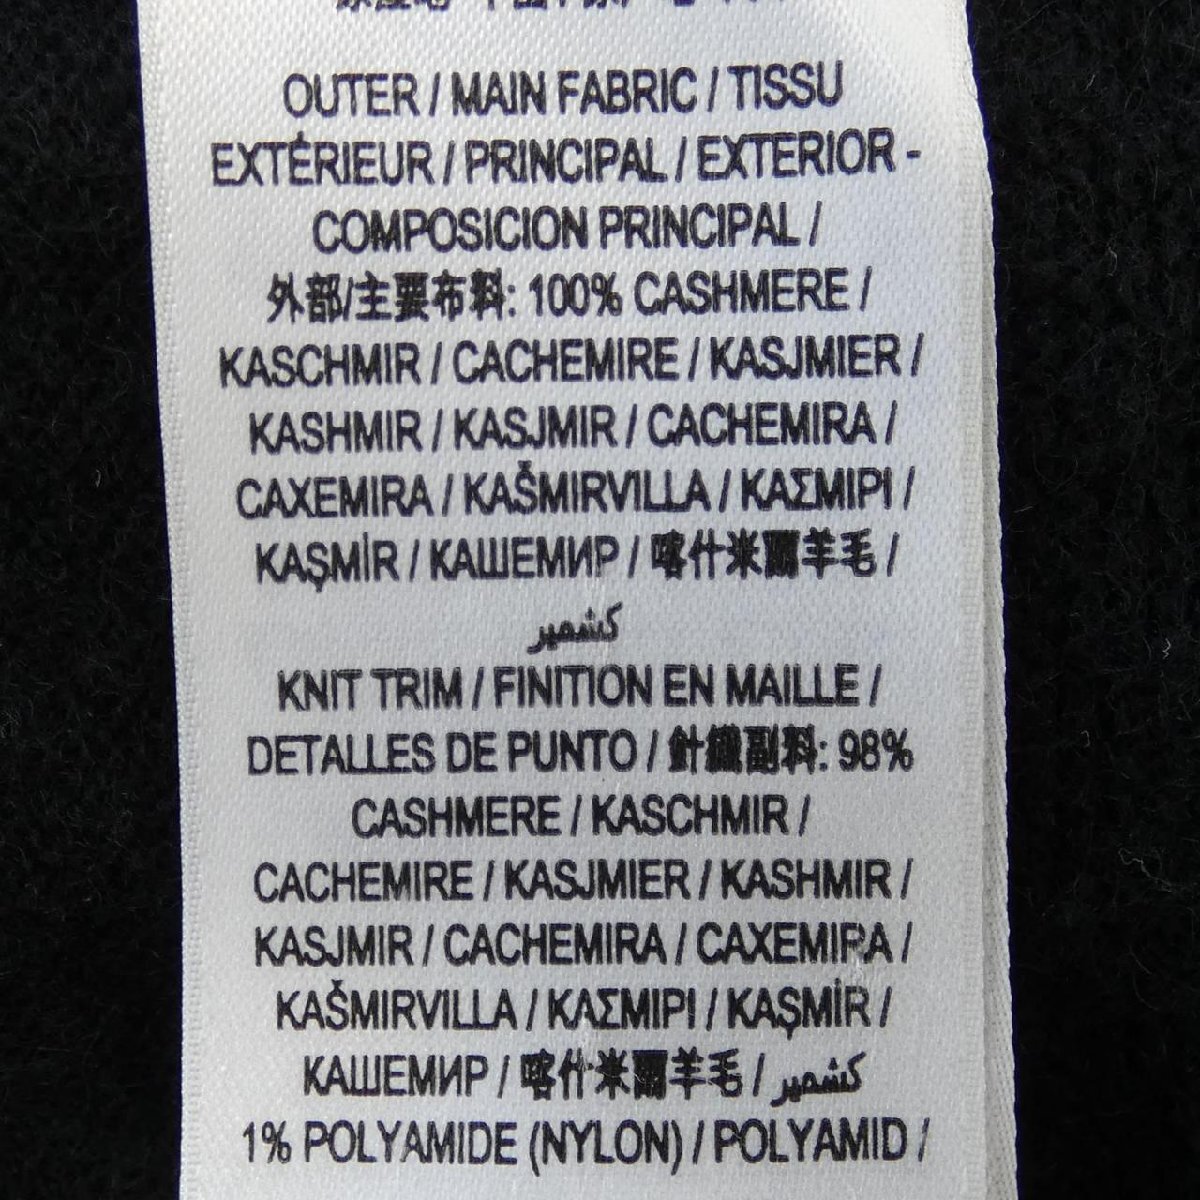 OUTER / MAIN FABRIC / TISSU
EXTÉRIEUR / PRINCIPAL / EXTERIOR -
COMPOSICION PRINCIPAL /
外部/主要布料: 100% CASHMERE /
KASCHMIR / CACHEMIRE / KASJMIER /
KASHMIR / KASJMIR / CACHEMIRA /
CAXEMIRA / KAŠMIRVILLA / ΚΑΣΜΙΡΙ /
KAŞMİR / КАШЕМИР / 喀什米爾羊毛 /
كشمير
KNIT TRIM / FINITION EN MAILLE /
DETALLES DE PUNTO / 針織副料: 98%
CASHMERE / KASCHMIR /
CACHEMIRE / KASJMIER / KASHMIR /
KASJMIR / CACHEMIRA / CAXEMIRA /
KAŠMIRVILLA / ΚΑΣΜΙΡΙ / KAŞMİR /
КАШЕМИР / 喀什米爾羊毛 / كشمير
1% POLYAMIDE (NYLON) / POLYAMID /